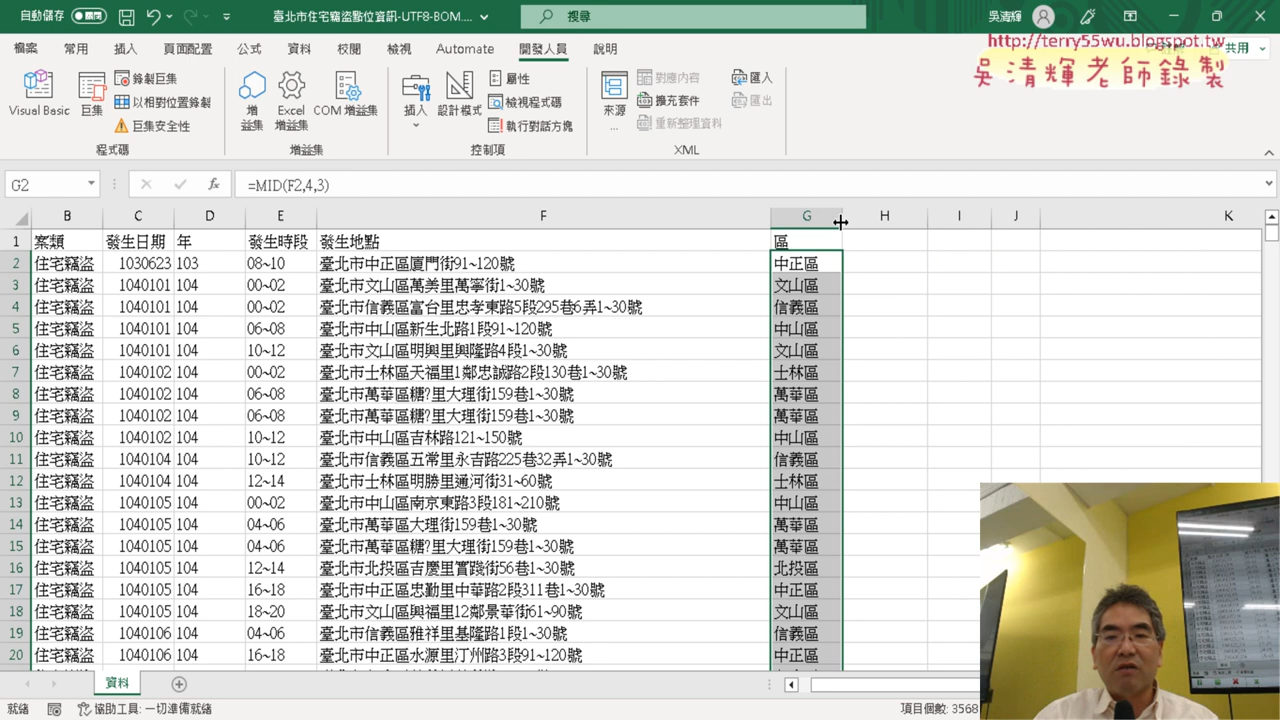 自動儲存 關閉 臺北市住宅竊盜點位資訊-UTF8-BOM.... 搜尋 吳清輝
檔案 常用 插入 頁面配置 公式 資料 校閱 檢視 Automate 開發人員 說明 共用
http://terry55wu.blogspot.tw
吳清輝老師錄製
Visual Basic 巨集 錄製巨集 以相對位置錄製 巨集安全性
增益集 Excel 增益集 COM 增益集
插入 設計模式 屬性 檢視程式碼 執行對話方塊
來源... 對應內容 擴充套件 重新整理資料 匯入 匯出
程式碼 增益集 控制項 XML
G2 fx =MID(F2,4,3)
B C D E F G H I J K
1 案類 發生日期 年 發生時段 發生地點 區
2 住宅竊盜 1030623 103 08~10 臺北市中正區廈門街91~120號 中正區
3 住宅竊盜 1040101 104 00~02 臺北市文山區萬美里萬寧街1~30號 文山區
4 住宅竊盜 1040101 104 00~02 臺北市信義區富台里忠孝東路5段295巷6弄1~30號 信義區
5 住宅竊盜 1040101 104 06~08 臺北市中山區新生北路1段91~120號 中山區
6 住宅竊盜 1040101 104 10~12 臺北市文山區明興里興隆路4段1~30號 文山區
7 住宅竊盜 1040102 104 00~02 臺北市士林區天福里1鄰忠誠路2段130巷1~30號 士林區
8 住宅竊盜 1040102 104 06~08 臺北市萬華區糖?里大理街159巷1~30號 萬華區
9 住宅竊盜 1040102 104 06~08 臺北市萬華區糖?里大理街159巷1~30號 萬華區
10 住宅竊盜 1040102 104 10~12 臺北市中山區吉林路121~150號 中山區
11 住宅竊盜 1040104 104 10~12 臺北市信義區五常里永吉路225巷32弄1~30號 信義區
12 住宅竊盜 1040104 104 12~14 臺北市士林區明勝里通河街31~60號 士林區
13 住宅竊盜 1040105 104 00~02 臺北市中山區南京東路3段181~210號 中山區
14 住宅竊盜 1040105 104 04~06 臺北市萬華區大理街159巷1~30號 萬華區
15 住宅竊盜 1040105 104 04~06 臺北市萬華區糖?里大理街159巷1~30號 萬華區
16 住宅竊盜 1040105 104 12~14 臺北市北投區吉慶里實踐街56巷1~30號 北投區
17 住宅竊盜 1040105 104 16~18 臺北市中正區忠勤里中華路2段311巷1~30號 中正區
18 住宅竊盜 1040105 104 18~20 臺北市文山區興福里12鄰景華街61~90號 文山區
19 住宅竊盜 1040106 104 04~06 臺北市信義區雅祥里基隆路1段1~30號 信義區
20 住宅竊盜 1040106 104 16~18 臺北市中正區水源里汀州路3段91~120號 中正區
資料
就緒 協助工具: 一切準備就緒 項目個數: 3568